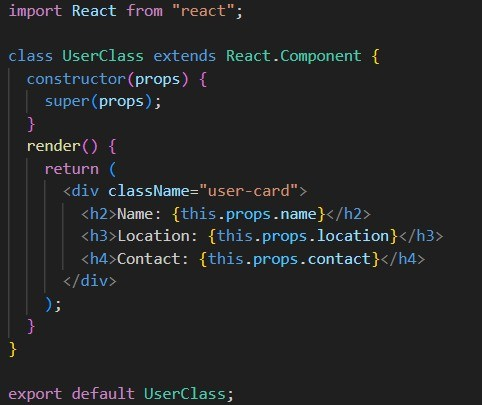 import React from "react";

class UserClass extends React.Component {
  constructor(props) {
    super(props);
  }
  render() {
    return (
      <div className="user-card">
        <h2>Name: {this.props.name}</h2>
        <h3>Location: {this.props.location}</h3>
        <h4>Contact: {this.props.contact}</h4>
      </div>
    );
  }
}

export default UserClass;